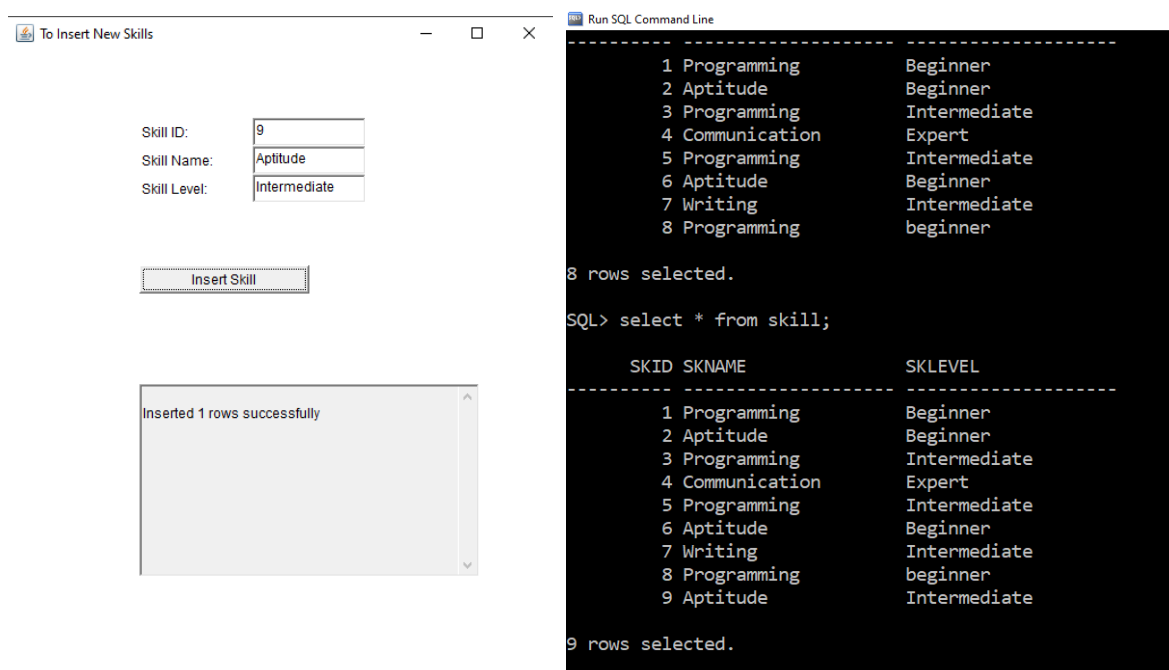 To Insert New Skills
Skill ID: 9
Skill Name: Aptitude
Skill Level: Intermediate
Insert Skill
Inserted 1 rows successfully
Run SQL Command Line
---------- -------------------- --------------------
1 Programming Beginner
2 Aptitude Beginner
3 Programming Intermediate
4 Communication Expert
5 Programming Intermediate
6 Aptitude Beginner
7 Writing Intermediate
8 Programming beginner
8 rows selected.
SQL> select * from skill;
SKID SKNAME SKLEVEL
---------- -------------------- --------------------
1 Programming Beginner
2 Aptitude Beginner
3 Programming Intermediate
4 Communication Expert
5 Programming Intermediate
6 Aptitude Beginner
7 Writing Intermediate
8 Programming beginner
9 Aptitude Intermediate
9 rows selected.